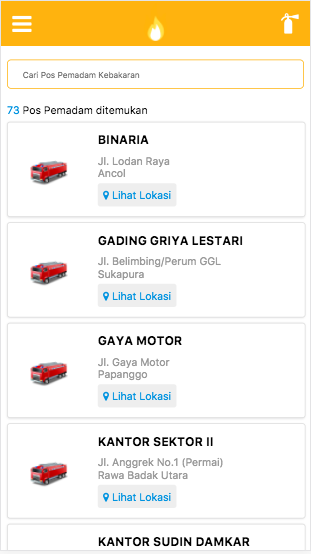 Cari Pos Pemadam Kebakaran
73 Pos Pemadam ditemukan
BINARIA
Jl. Lodan Raya
Ancol
Lihat Lokasi
GADING GRIYA LESTARI
Jl. Belimbing/Perum GGL
Sukapura
Lihat Lokasi
GAYA MOTOR
Jl. Gaya Motor
Papanggo
Lihat Lokasi
KANTOR SEKTOR II
Jl. Anggrek No.1 (Permai)
Rawa Badak Utara
Lihat Lokasi
KANTOR SUDIN DAMKAR